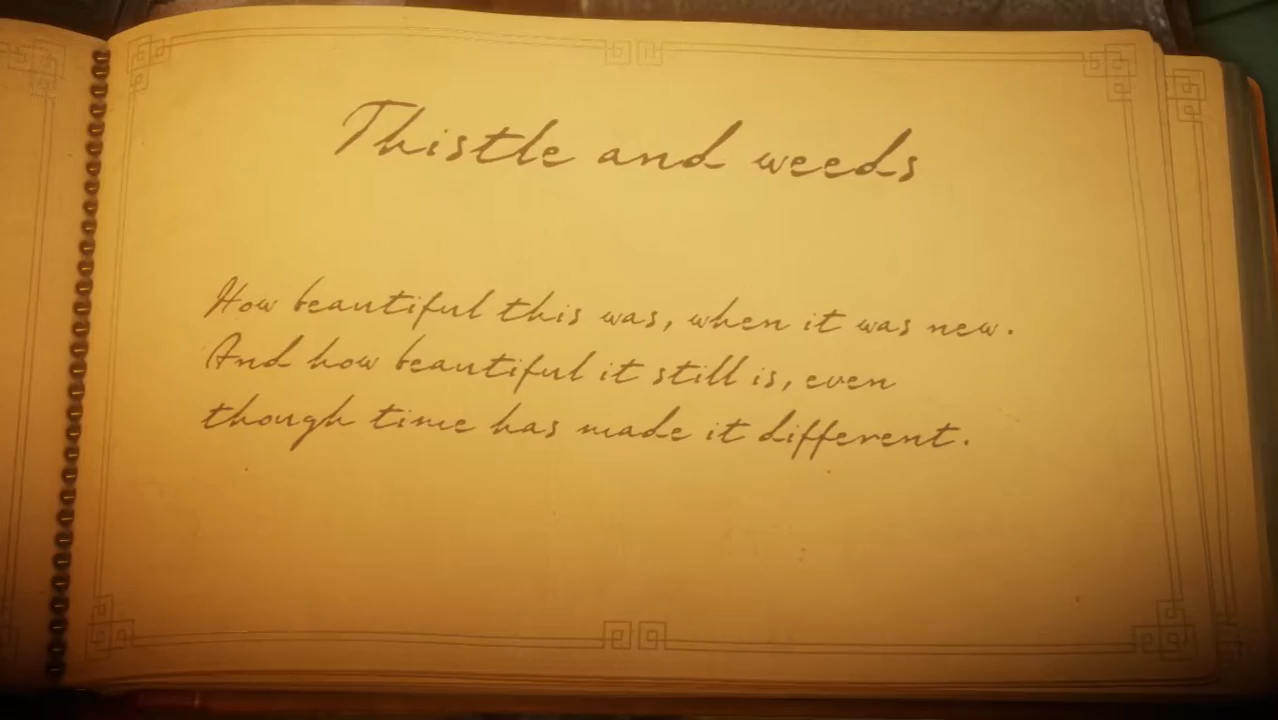 Thistle and weeds
How beautiful this was, when it was new.
And how beautiful it still is, even
though time has made it different.